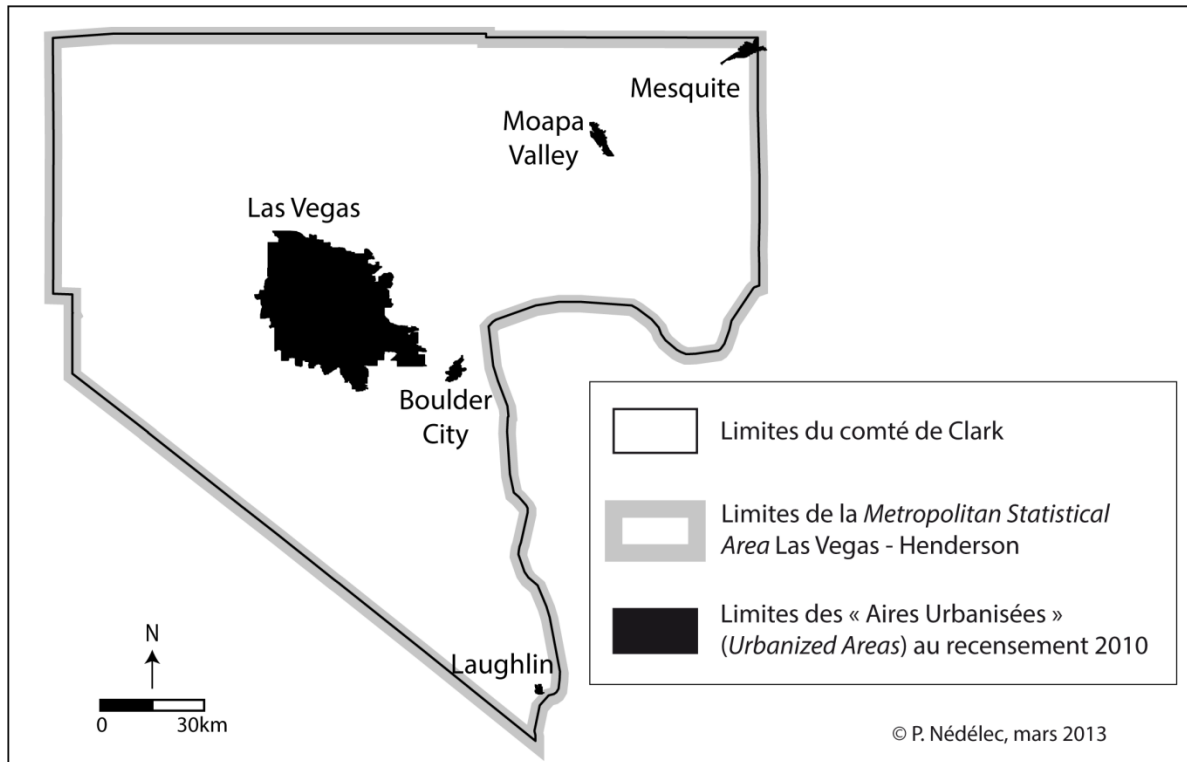 Mesquite
Moapa
Valley
Las Vegas
Boulder
City
Laughlin
N
0 30km
Limites du comté de Clark
Limites de la Metropolitan Statistical
Area Las Vegas - Henderson
Limites des « Aires Urbanisées »
(Urbanized Areas) au recensement 2010
© P. Nédélec, mars 2013